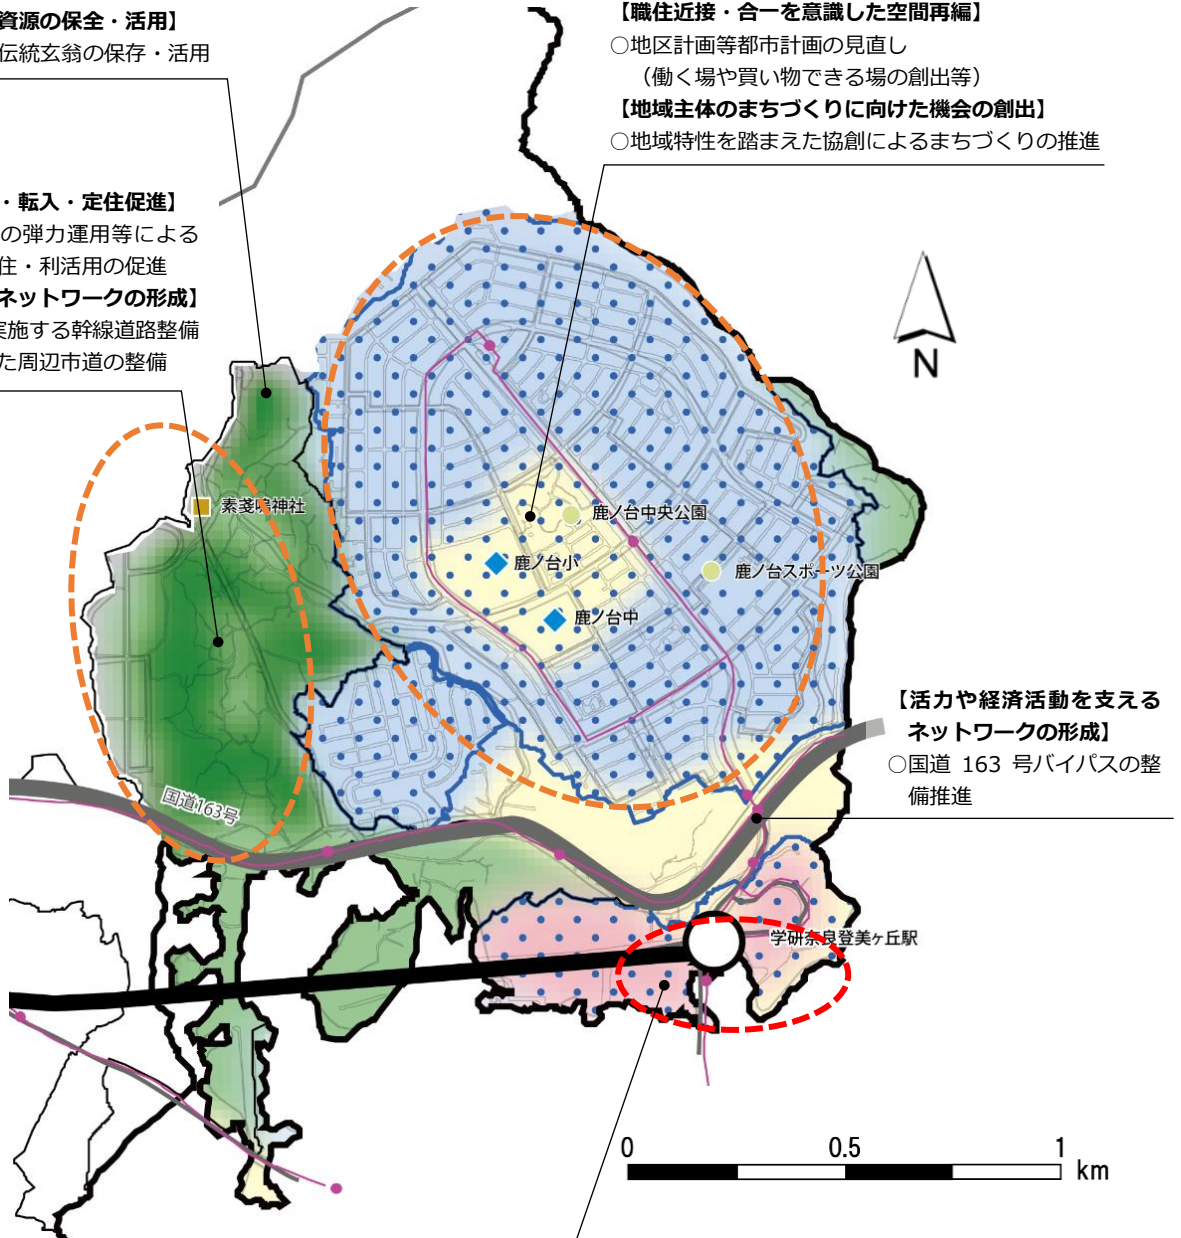 資源の保全・活用】
伝統玄翁の保存・活用
・転入・定住促進】
の弾力運用等による
住・利活用の促進
ネットワークの形成】
実施する幹線道路整備
た周辺市道の整備
【職住近接・合一を意識した空間再編】
○地区計画等都市計画の見直し
（働く場や買い物できる場の創出等）
【地域主体のまちづくりに向けた機会の創出】
○地域特性を踏まえた協創によるまちづくりの推進
N
素戔嗚神社
鹿ノ台中央公園
鹿ノ台小
鹿ノ台スポーツ公園
鹿ノ台中
【活力や経済活動を支える
ネットワークの形成】
○国道 163 号バイパスの整
備推進
国道163号
学研奈良登美ヶ丘駅
0 0.5 1
km